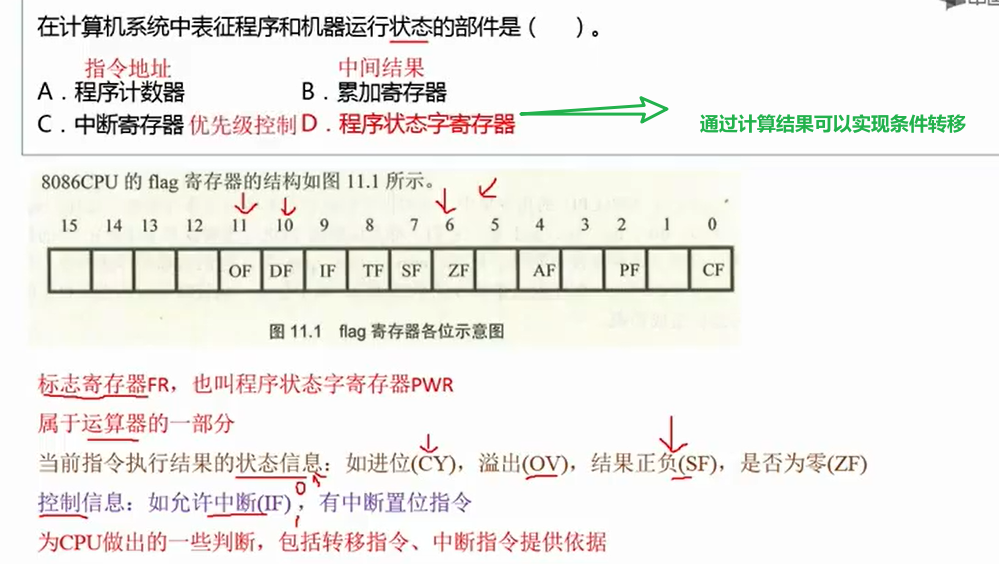 在计算机系统中表征程序和机器运行状态的部件是（　　）。
指令地址 中间结果
A．程序计数器 B．累加寄存器
C．中断寄存器 优先级控制 D．程序状态字寄存器
通过计算结果可以实现条件转移
8086CPU 的 flag 寄存器的结构如图 11.1 所示。
15 14 13 12 11 10 9 8 7 6 5 4 3 2 1 0
OF DF IF TF SF ZF AF PF CF
图 11.1 flag 寄存器各位示意图
标志寄存器FR，也叫程序状态字寄存器PWR
属于运算器的一部分
当前指令执行结果的状态信息：如进位(CY)，溢出(OV)，结果正负(SF)，是否为零(ZF)
0
控制信息：如允许中断(IF)，有中断置位指令
1
为CPU做出的一些判断，包括转移指令、中断指令提供依据